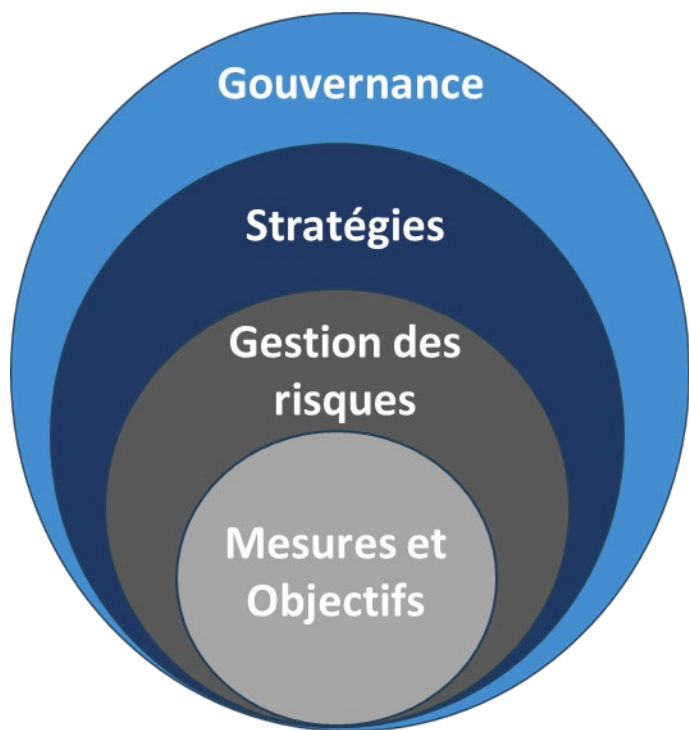 Gouvernance
Stratégies
Gestion des
risques
Mesures et
Objectifs